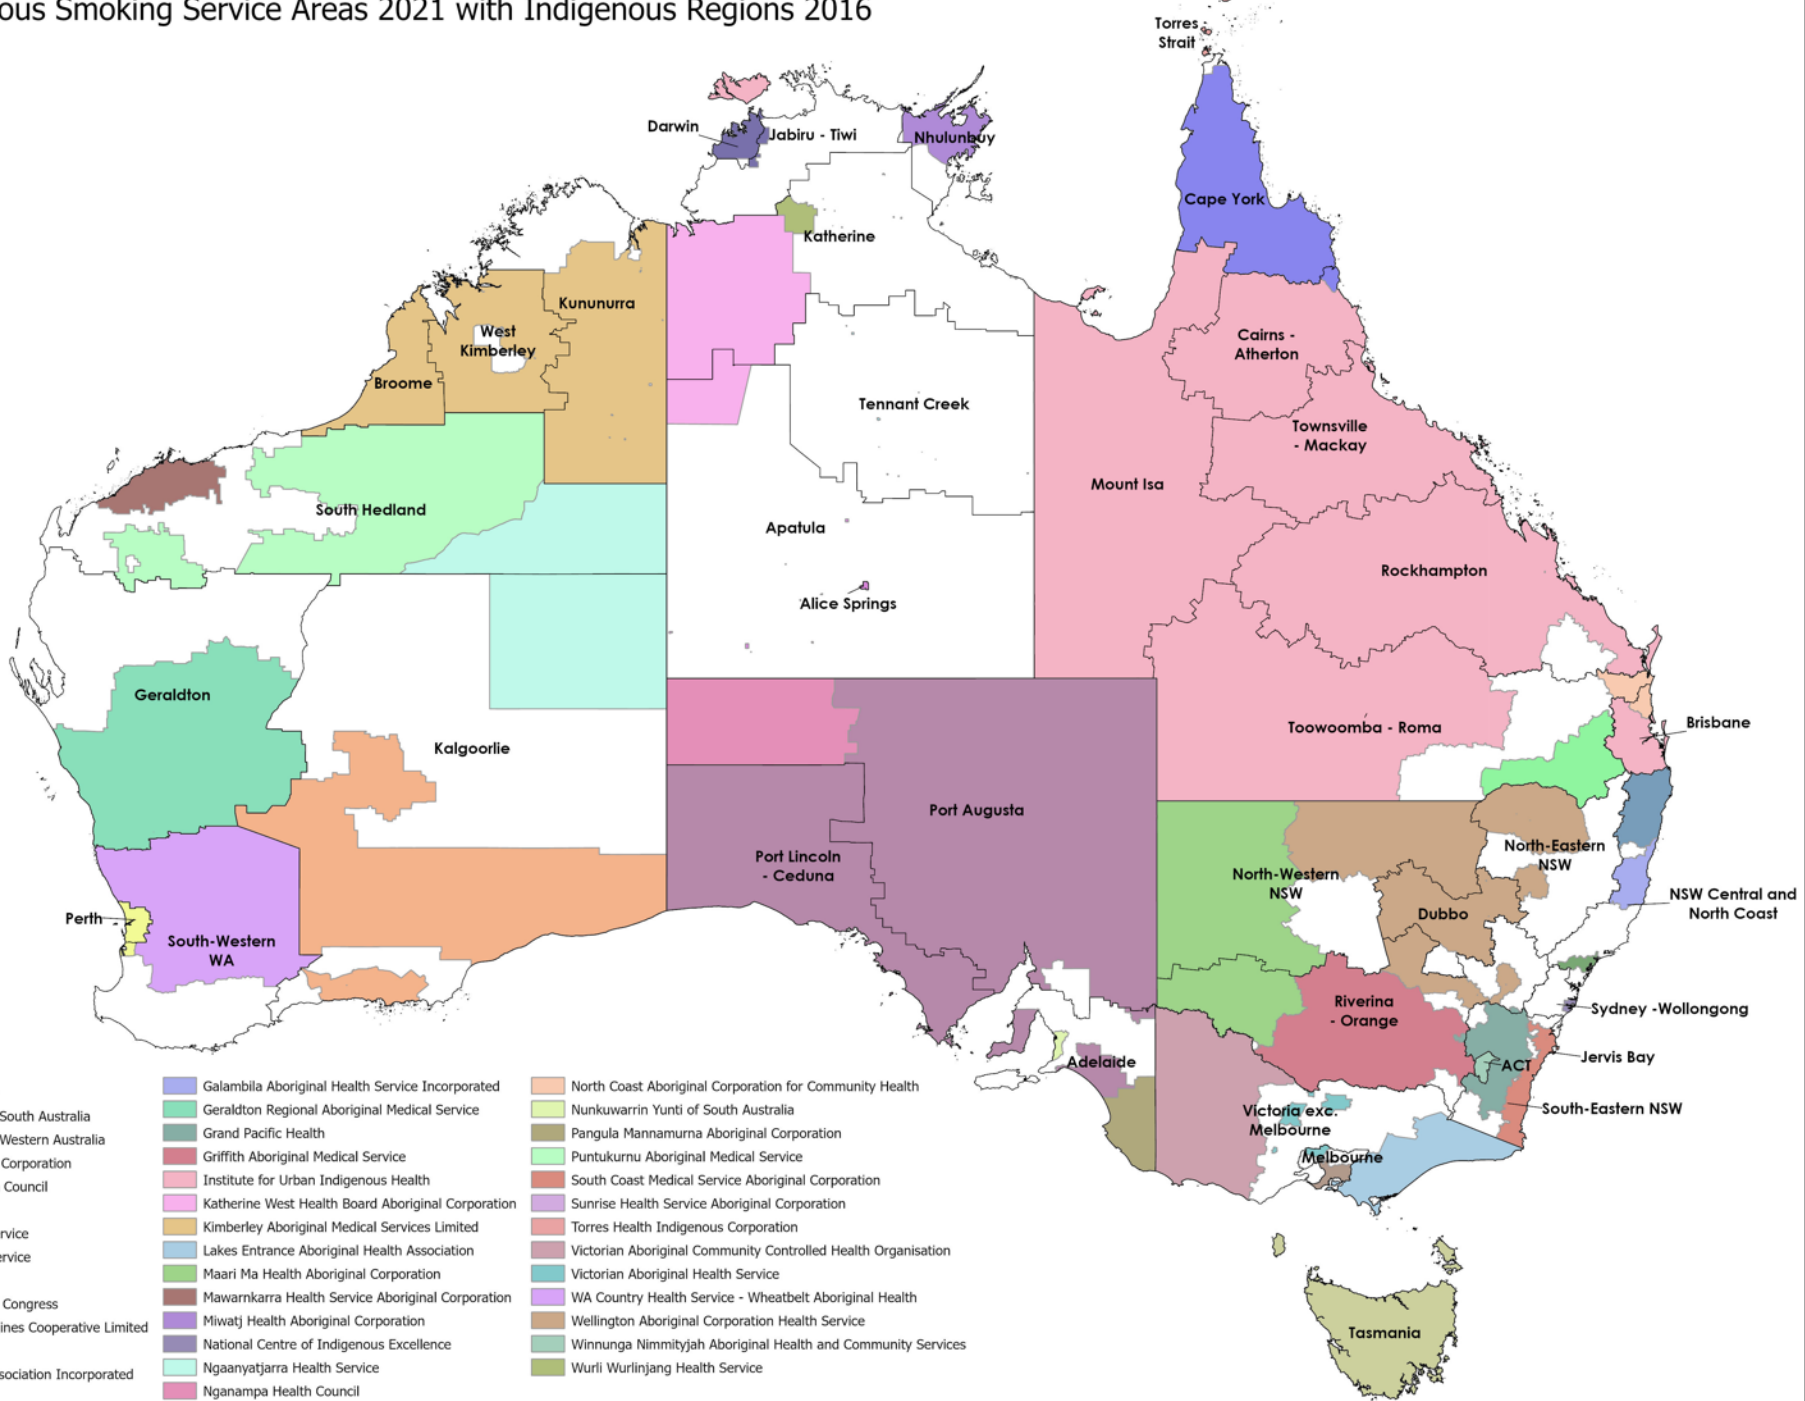 ous Smoking Service Areas 2021 with Indigenous Regions 2016
Torres
Strait
Darwin
Jabiru - Tiwi
Nhulunbuy
Cape York
Katherine
Kununurra
West
Kimberley
Broome
Cairns -
Atherton
Tennant Creek
Townsville
- Mackay
Mount Isa
South Hedland
Apatula
Rockhampton
Alice Springs
Geraldton
Kalgoorlie
Toowoomba - Roma
Brisbane
Port Augusta
Port Lincoln
- Ceduna
North-Eastern
NSW
North-Western
NSW
NSW Central and
North Coast
Dubbo
Perth
South-Western
WA
Riverina
- Orange
Sydney -Wollongong
Adelaide
ACT
Jervis Bay
South-Eastern NSW
Victoria exc.
Melbourne
Melbourne
Tasmania
South Australia
Western Australia
Corporation
Council
rvice
ervice
Congress
ines Cooperative Limited
sociation Incorporated
Galambila Aboriginal Health Service Incorporated
Geraldton Regional Aboriginal Medical Service
Grand Pacific Health
Griffith Aboriginal Medical Service
Institute for Urban Indigenous Health
Katherine West Health Board Aboriginal Corporation
Kimberley Aboriginal Medical Services Limited
Lakes Entrance Aboriginal Health Association
Maari Ma Health Aboriginal Corporation
Mawarnkarra Health Service Aboriginal Corporation
Miwatj Health Aboriginal Corporation
National Centre of Indigenous Excellence
Ngaanyatjarra Health Service
Nganampa Health Council
North Coast Aboriginal Corporation for Community Health
Nunkuwarrin Yunti of South Australia
Pangula Mannamurna Aboriginal Corporation
Puntukurnu Aboriginal Medical Service
South Coast Medical Service Aboriginal Corporation
Sunrise Health Service Aboriginal Corporation
Torres Health Indigenous Corporation
Victorian Aboriginal Community Controlled Health Organisation
Victorian Aboriginal Health Service
WA Country Health Service - Wheatbelt Aboriginal Health
Wellington Aboriginal Corporation Health Service
Winnunga Nimmityjah Aboriginal Health and Community Services
Wurli Wurlinjang Health Service